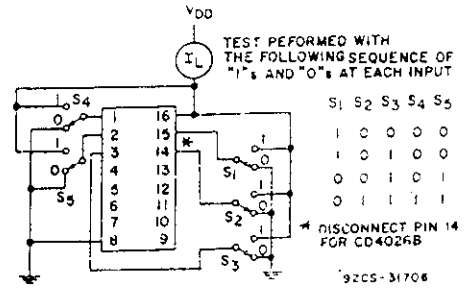 VDD
IL
TEST PEFORMED WITH
THE FOLLOWING SEQUENCE OF
"1"s AND "0"s AT EACH INPUT
S1 S2 S3 S4 S5
1 0 0 0 0
1 1 0 0 0
0 0 1 0 1
0 1 1 1 1
1 S4
0
1
0
S5
1 16
2 15
3 14
4 13
5 12
6 11
7 10
8 9
*
1
0
S1
1
0
S2
1
0
S3
* DISCONNECT PIN 14
FOR CD4026B
92CS-31706